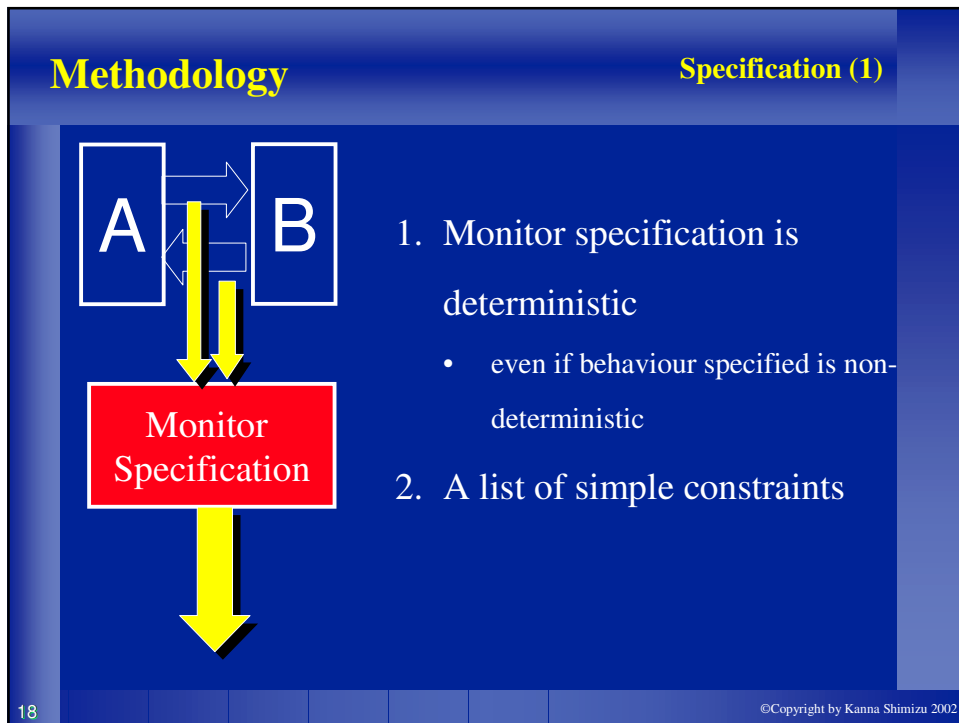 Methodology
Specification (1)
A
B
1. Monitor specification is
deterministic
• even if behaviour specified is non-
deterministic
2. A list of simple constraints
Monitor
Specification
18
©Copyright by Kanna Shimizu 2002